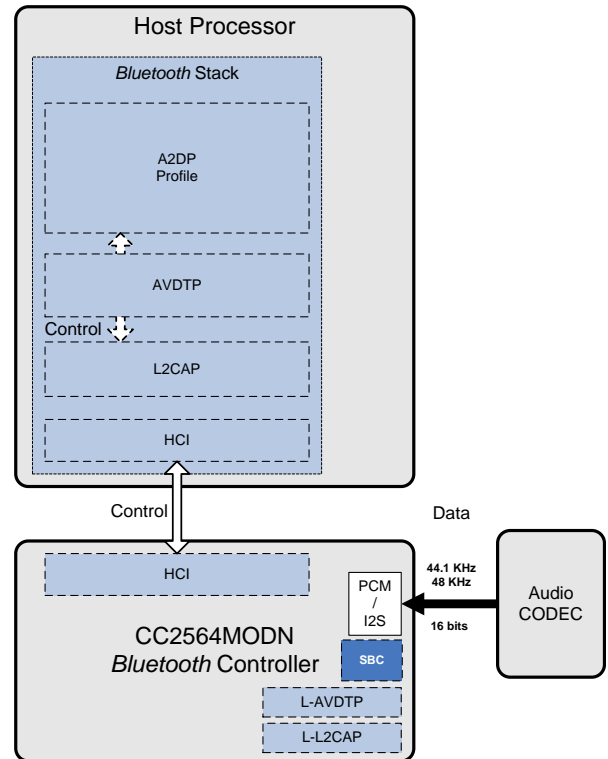 Host Processor
Bluetooth Stack
A2DP
Profile
AVDTP
Control
L2CAP
HCI
Control
Data
HCI
44.1 KHz
48 KHz
16 bits
PCM
/
I2S
Audio
CODEC
CC2564MODN
Bluetooth Controller
SBC
L-AVDTP
L-L2CAP